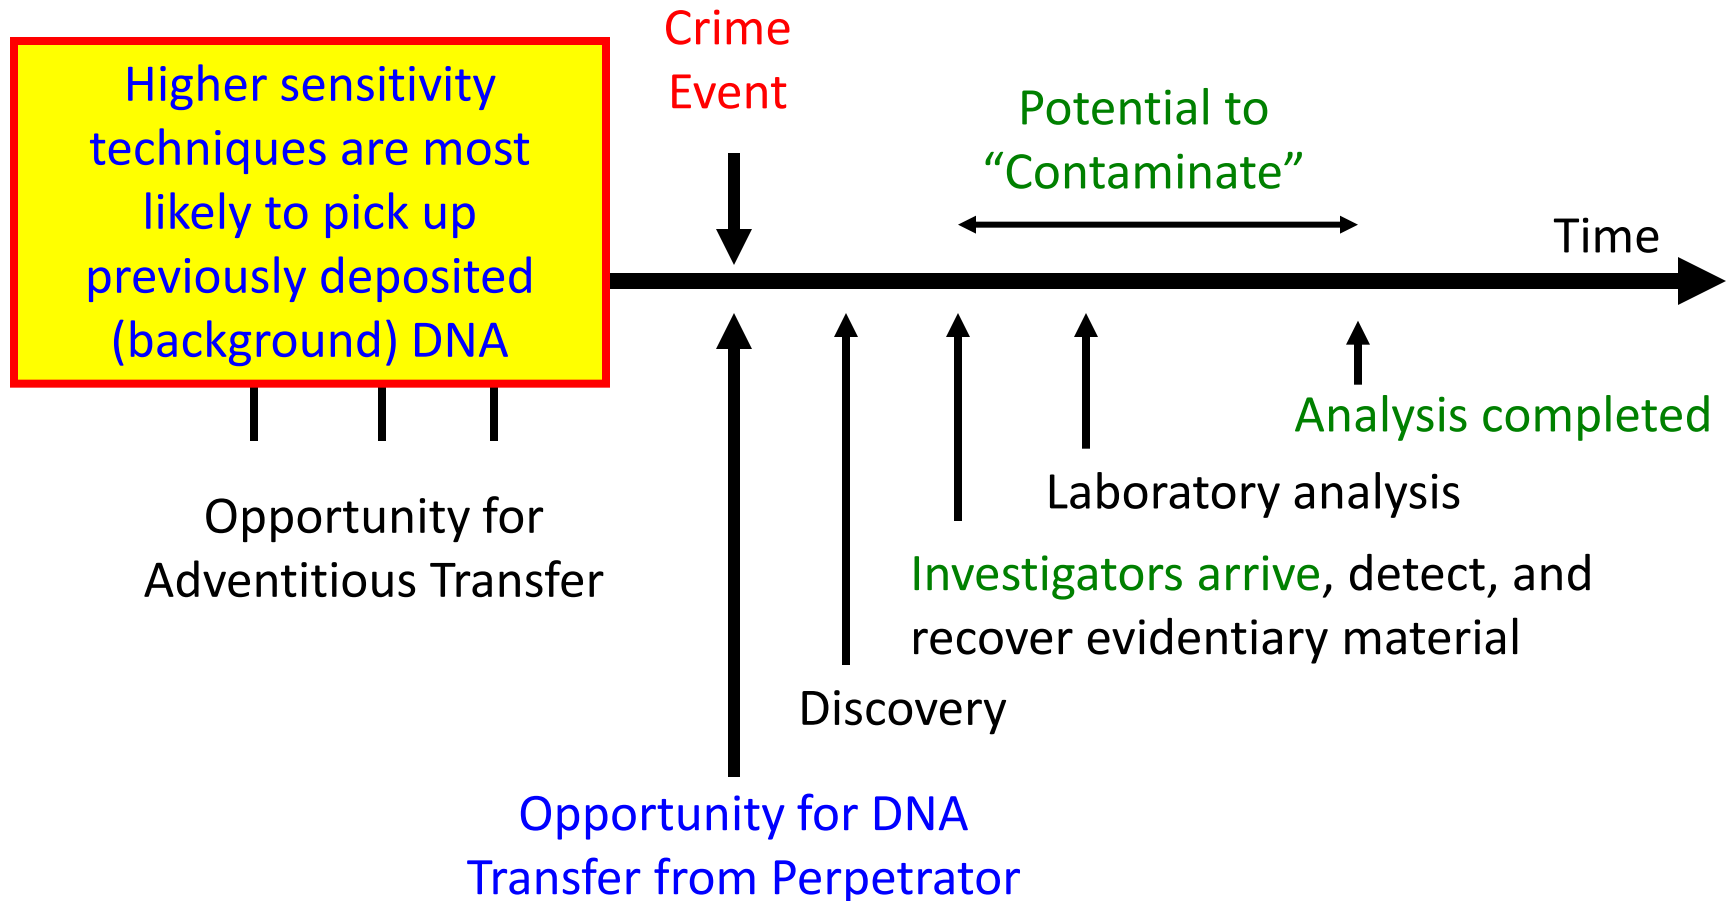 Higher sensitivity
techniques are most
likely to pick up
previously deposited
(background) DNA
Crime
Event
Potential to
“Contaminate”
Time
Analysis completed
Laboratory analysis
Investigators arrive, detect, and
recover evidentiary material
Discovery
Opportunity for
Adventitious Transfer
Opportunity for DNA
Transfer from Perpetrator